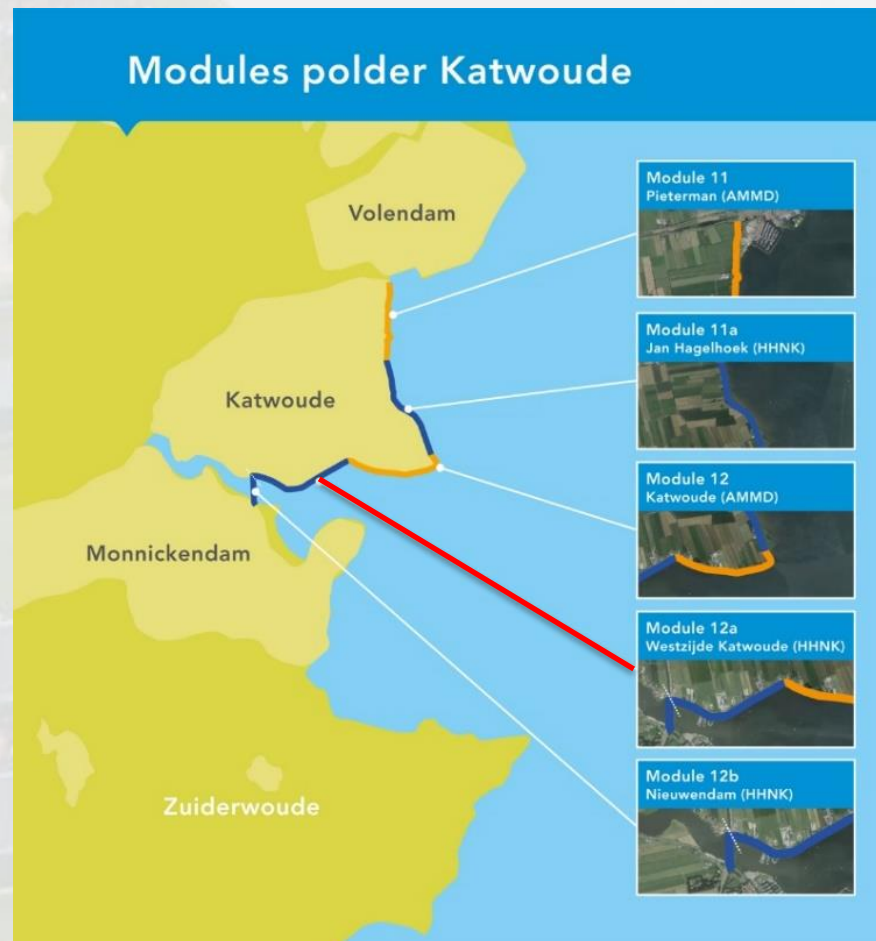 Modules polder Katwoude
Volendam
Katwoude
Monnickendam
Zuiderwoude
Module 11
Pieterman (AMMD)
Module 11a
Jan Hagelhoek (HHNK)
Module 12
Katwoude (AMMD)
Module 12a
Westzijde Katwoude (HHNK)
Module 12b
Nieuwendam (HHNK)